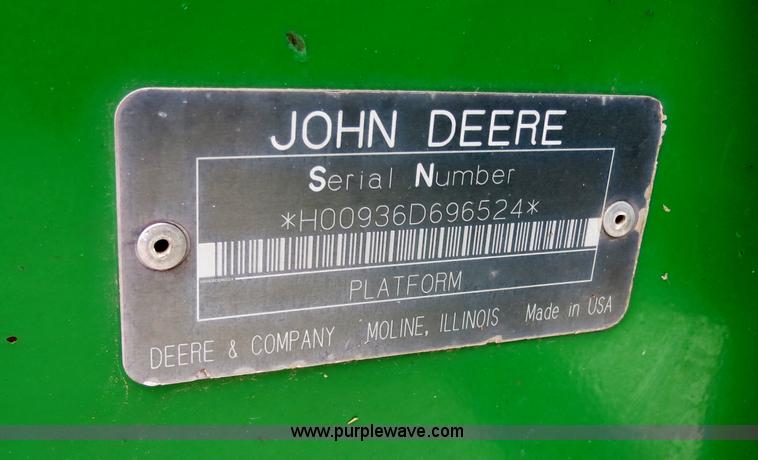 JOHN DEERE
Serial Number
*H00936D696524*
PLATFORM
DEERE & COMPANY MOLINE, ILLINOIS Made in USA
www.purplewave.com